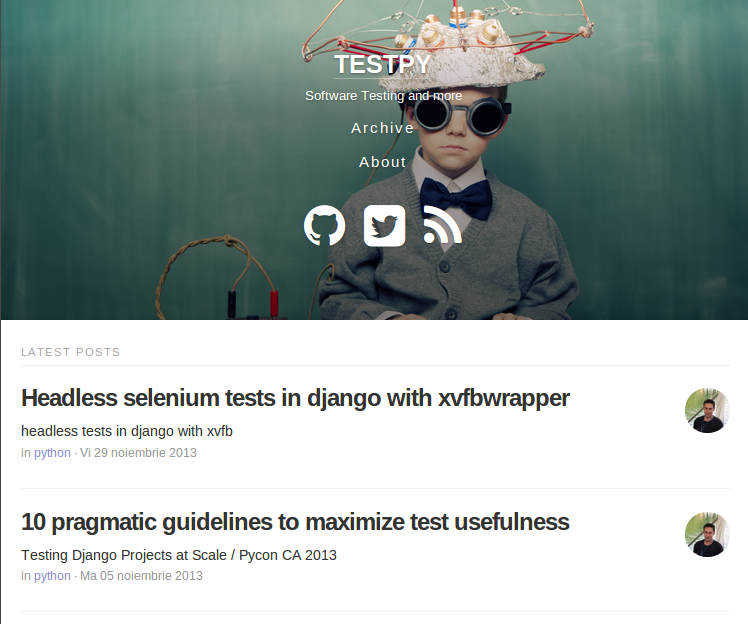 TESTPY
Software Testing and more
Archive
About
LATEST POSTS
Headless selenium tests in django with xvfbwrapper
headless tests in django with xvfb
in python · Vi 29 noiembrie 2013
10 pragmatic guidelines to maximize test usefulness
Testing Django Projects at Scale / Pycon CA 2013
in python · Ma 05 noiembrie 2013